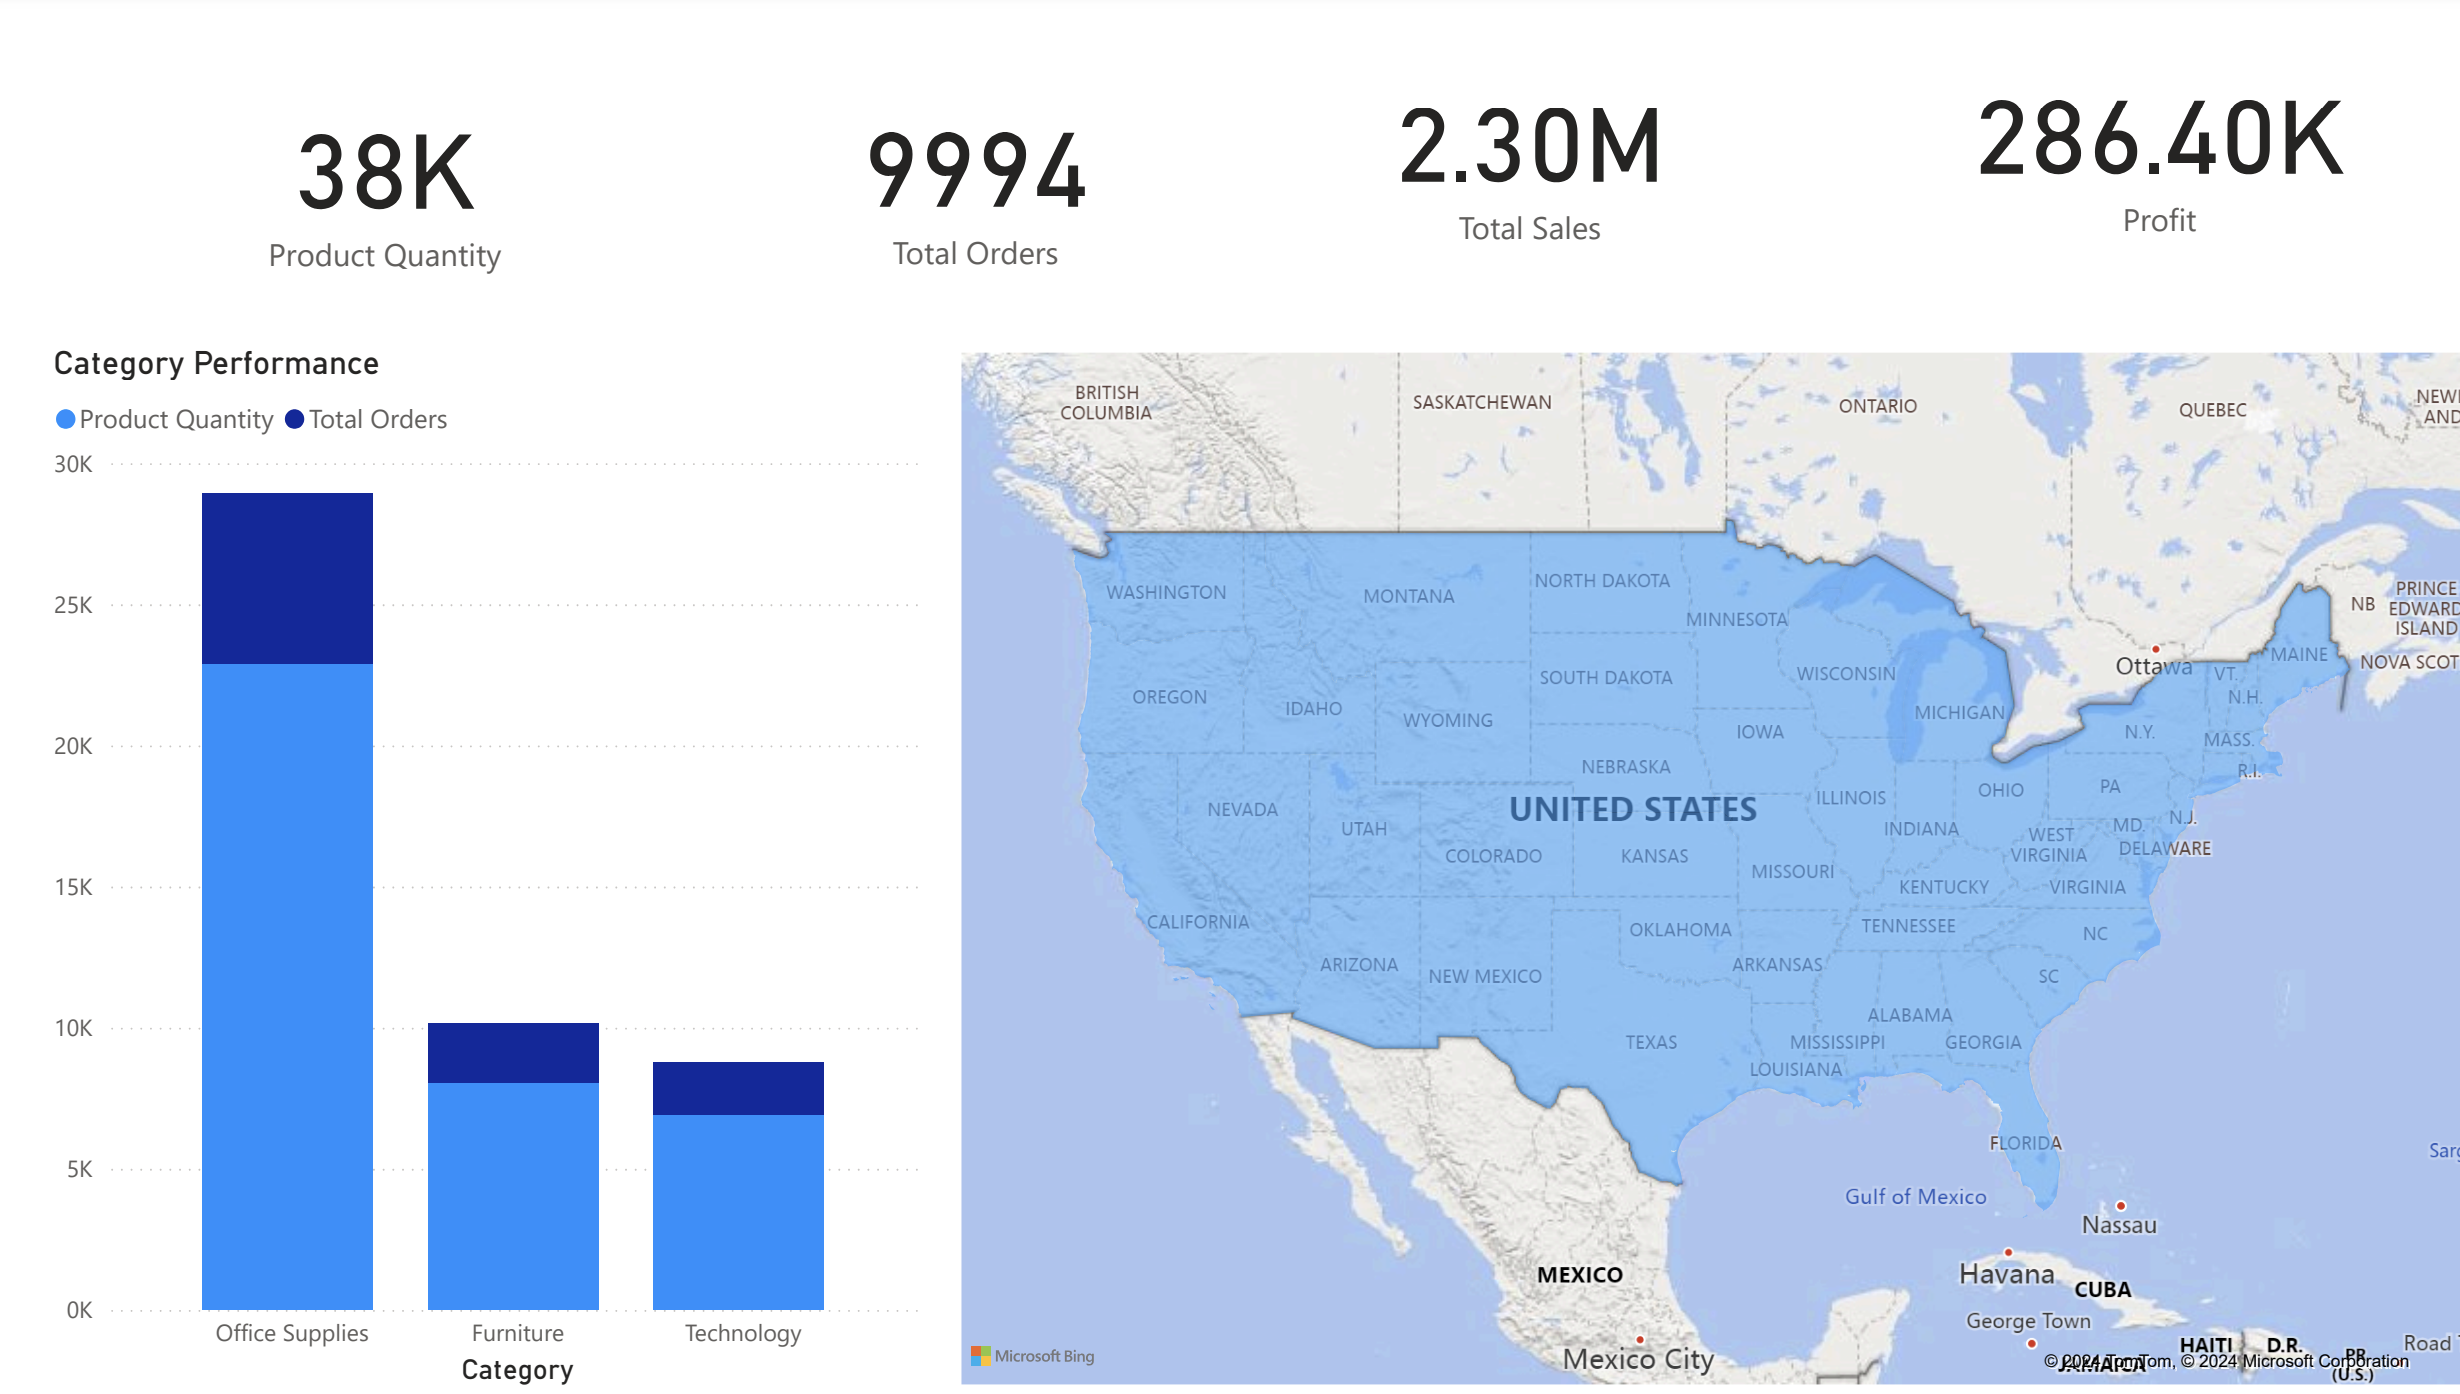 38K
Product Quantity
9994
Total Orders
2.30M
Total Sales
286.40K
Profit
Category Performance
Product Quantity Total Orders
30K
25K
20K
15K
10K
5K
0K
Office Supplies Furniture Technology
Category
BRITISH
COLUMBIA
SASKATCHEWAN
ONTARIO
QUEBEC
WASHINGTON
MONTANA
NORTH DAKOTA
MINNESOTA
NB
PRINCE
EDWARD
ISLAND
Ottawa
MAINE
NOVA SCOT
OREGON
IDAHO
WYOMING
SOUTH DAKOTA
WISCONSIN
MICHIGAN
VT.
N.H.
IOWA
N.Y.
MASS.
NEBRASKA
R.I.
NEVADA
UTAH
UNITED STATES
ILLINOIS
OHIO
PA
INDIANA
WEST
VIRGINIA
MD.
N.J.
DELAWARE
COLORADO
KANSAS
MISSOURI
KENTUCKY
VIRGINIA
CALIFORNIA
OKLAHOMA
TENNESSEE
NC
ARIZONA
NEW MEXICO
ARKANSAS
SC
ALABAMA
TEXAS
MISSISSIPPI
GEORGIA
LOUISIANA
FLORIDA
Gulf of Mexico
Nassau
MEXICO
Havana
CUBA
George Town
HAITI
D.R.
PR
(U.S.)
Road
Mexico City
JAMAICA
Microsoft Bing
© 2024 TomTom, © 2024 Microsoft Corporation